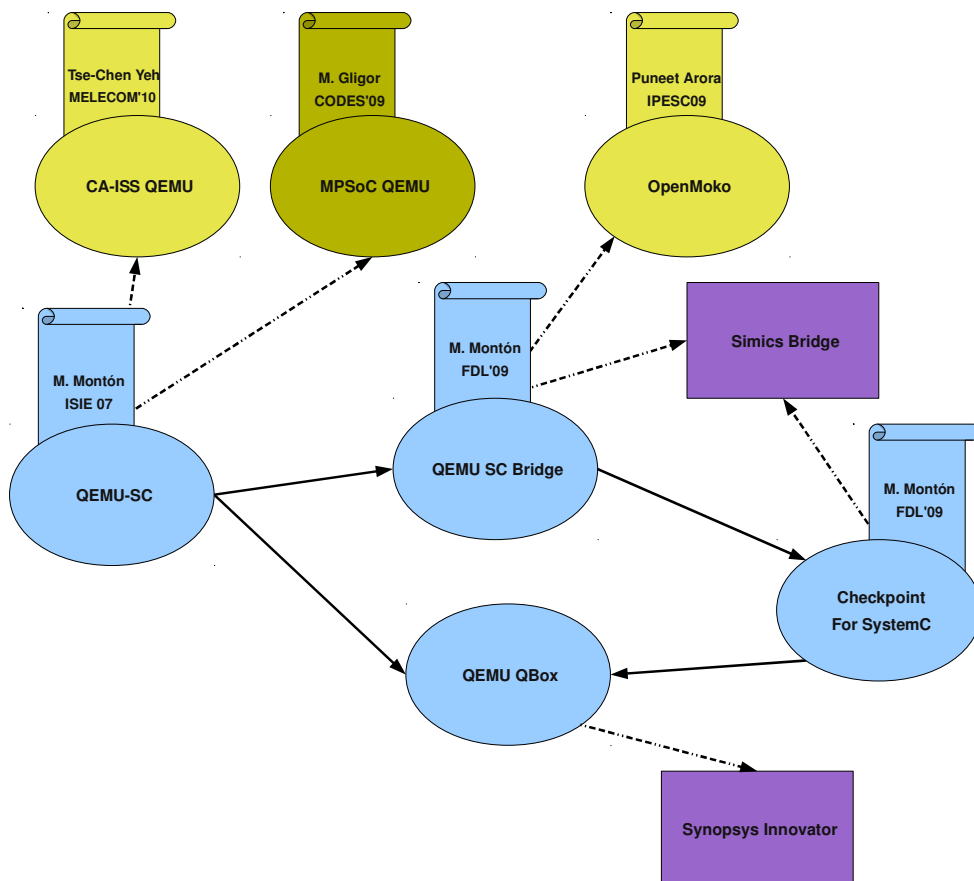 Tse-Chen Yeh
MELECOM'10
CA-ISS QEMU
M. Gligor
CODES'09
MPSoC QEMU
Puneet Arora
IPESC09
OpenMoko
M. Montón
ISIE 07
QEMU-SC
M. Montón
FDL'09
QEMU SC Bridge
Simics Bridge
M. Montón
FDL'09
Checkpoint
For SystemC
QEMU QBox
Synopsys Innovator